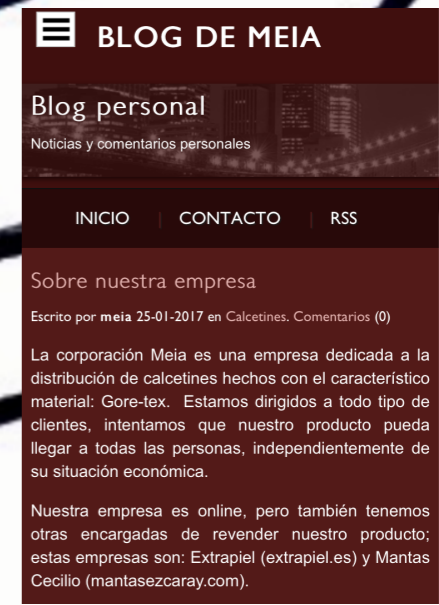 BLOG DE MEIA
Blog personal
Noticias y comentarios personales
INICIO | CONTACTO | RSS
Sobre nuestra empresa
Escrito por meia 25-01-2017 en Calcetines. Comentarios (0)
La corporación Meia es una empresa dedicada a la
distribución de calcetines hechos con el característico
material: Gore-tex. Estamos dirigidos a todo tipo de
clientes, intentamos que nuestro producto pueda
llegar a todas las personas, independientemente de
su situación económica.
Nuestra empresa es online, pero también tenemos
otras encargadas de revender nuestro producto;
estas empresas son: Extrapiel (extrapiel.es) y Mantas
Cecilio (mantasezcaray.com).